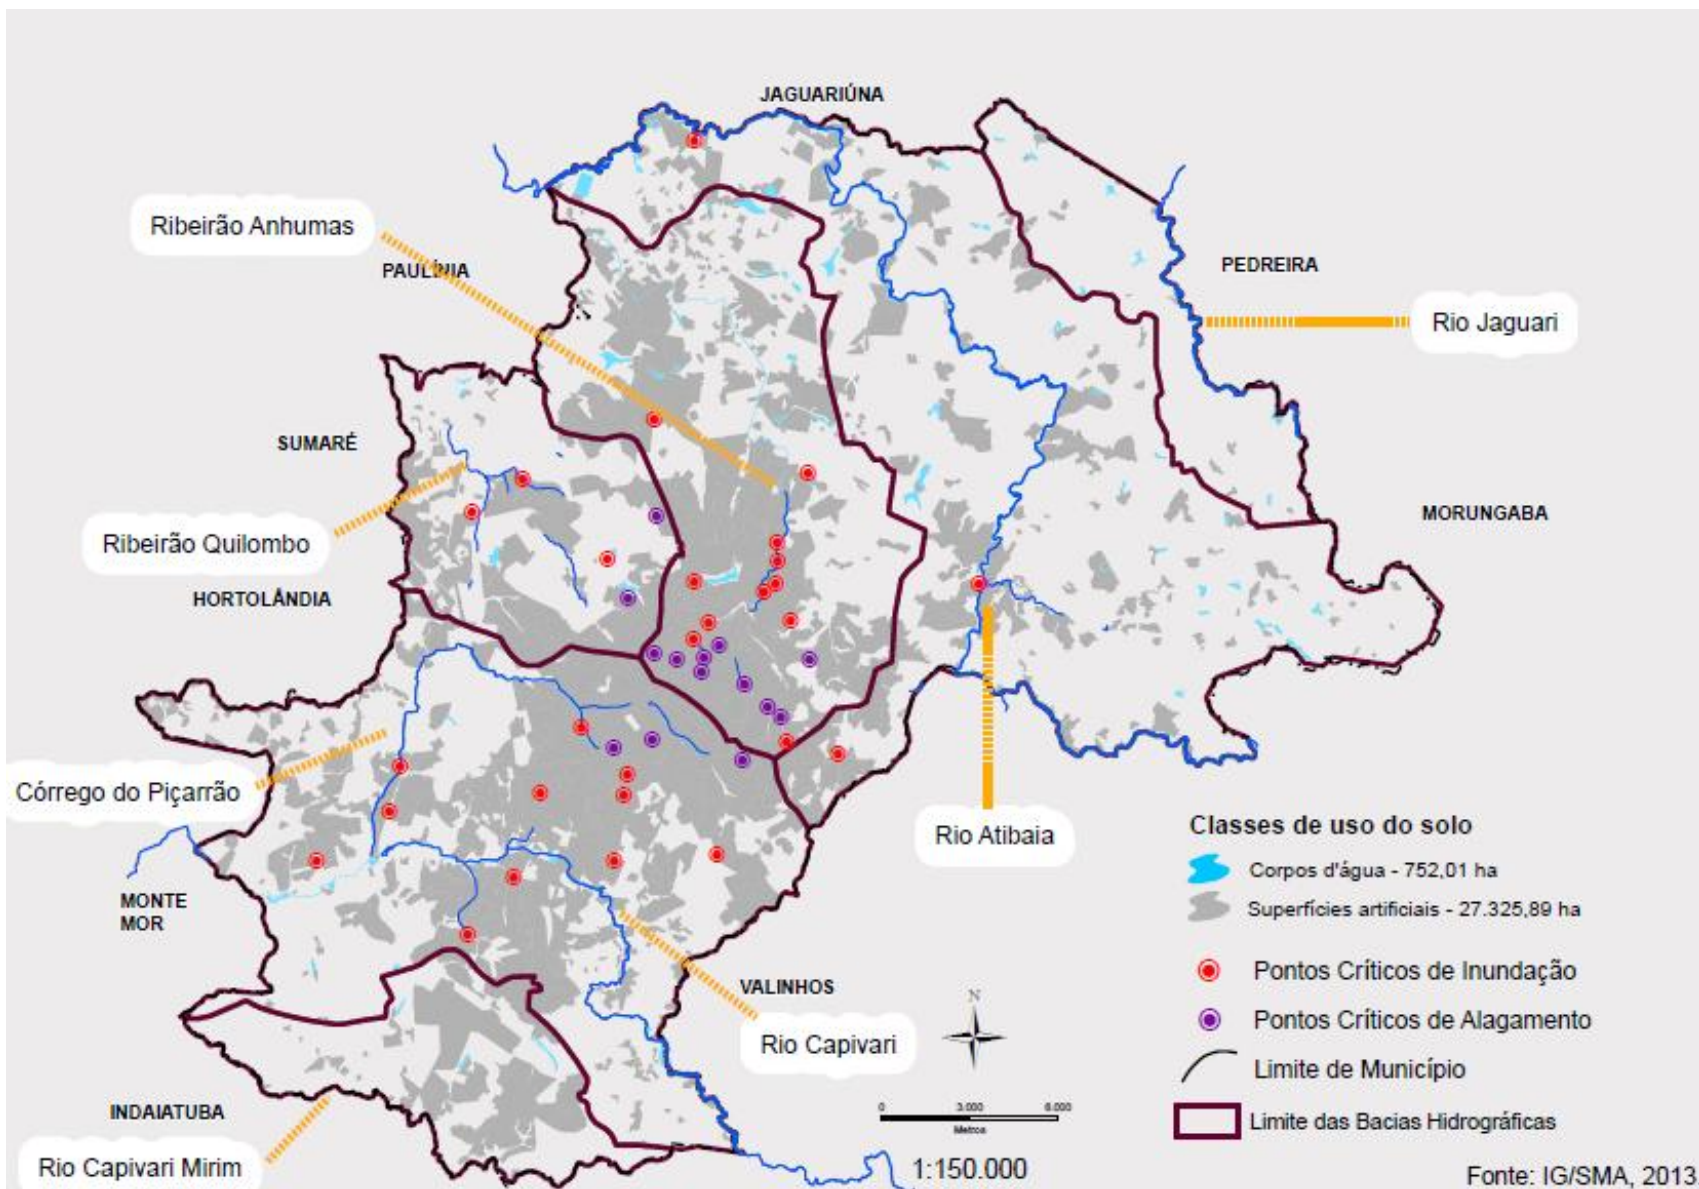 JAGUARIÚNA
Ribeirão Anhumas
PAULÍNIA
PEDREIRA
Rio Jaguari
SUMARÉ
MORUNGABA
Ribeirão Quilombo
HORTOLÂNDIA
Córrego do Piçarrão
Rio Atibaia
MONTE
MOR
VALINHOS
Rio Capivari
INDAIATUBA
Rio Capivari Mirim
Classes de uso do solo
Corpos d'água - 752,01 ha
Superfícies artificiais - 27.325,89 ha
Pontos Críticos de Inundação
Pontos Críticos de Alagamento
Limite de Município
Limite das Bacias Hidrográficas
N
0 3.000 6.000
Metros
1:150.000
Fonte: IG/SMA, 2013